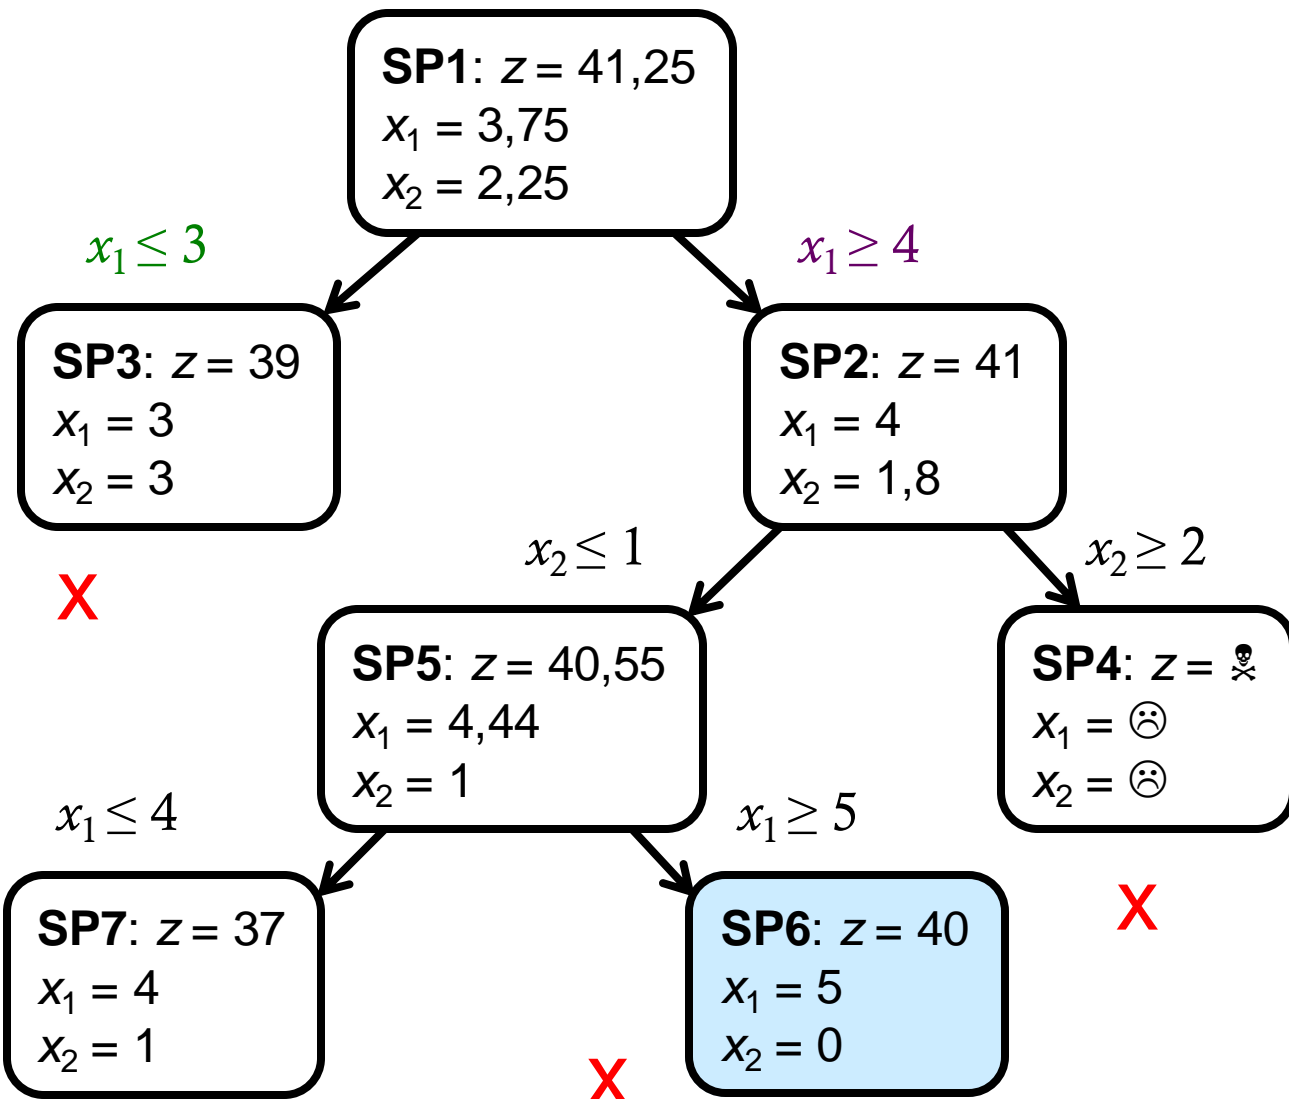 SP1: z = 41,25
x₁ = 3,75
x₂ = 2,25
x₁ ≤ 3
x₁ ≥ 4
SP3: z = 39
x₁ = 3
x₂ = 3
SP2: z = 41
x₁ = 4
x₂ = 1,8
x₂ ≤ 1
x₂ ≥ 2
X
SP5: z = 40,55
x₁ = 4,44
x₂ = 1
SP4: z = ☠
x₁ = ☹
x₂ = ☹
x₁ ≤ 4
x₁ ≥ 5
X
SP7: z = 37
x₁ = 4
x₂ = 1
SP6: z = 40
x₁ = 5
x₂ = 0
X